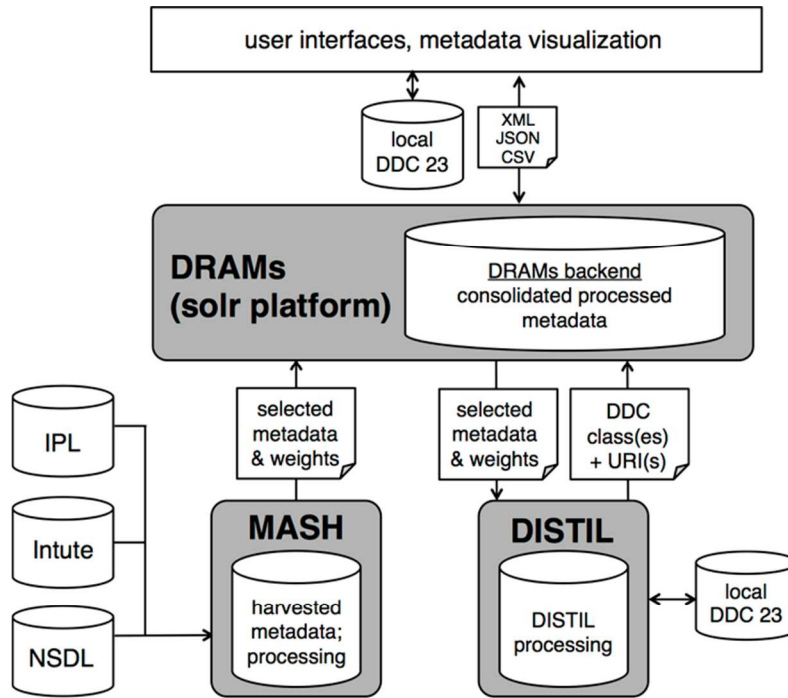 user interfaces, metadata visualization
local
DDC 23
XML
JSON
CSV
DRAMs
(solr platform)
DRAMs backend
consolidated processed
metadata
IPL
Intute
NSDL
selected
metadata
& weights
selected
metadata
& weights
DDC
class(es)
+ URI(s)
MASH
harvested
metadata;
processing
DISTIL
DISTIL
processing
local
DDC 23